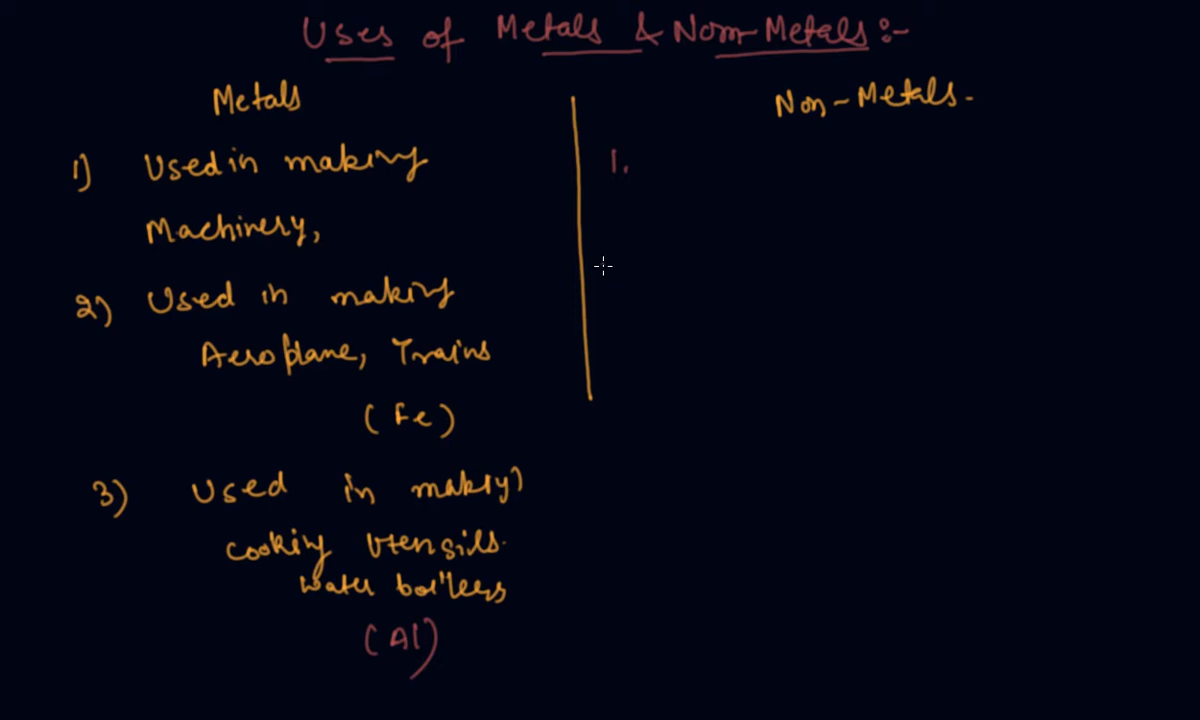 Uses of Metals & Non-Metals:-
Metals
1) Used in making
Machinery,
2) Used in making
Aeroplane, Trains
(Fe)
3) Used in making
Cooking Utensils.
Water boilers
(Al)
Non-Metals.
1.